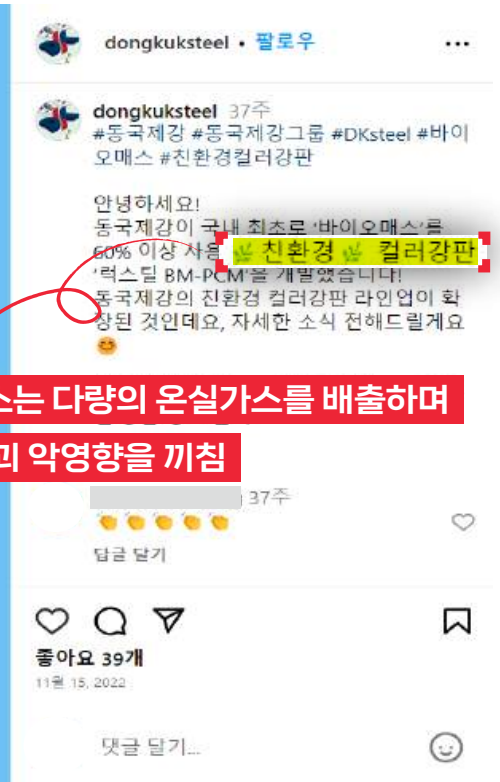 dongkuksteel • 팔로우
dongkuksteel 37주
#동국제강 #동국제강그룹 #DKsteel #바이
오매스 #친환경컬러강판
안녕하세요!
동국제강이 국내 최초로 '바이오매스'를
60% 이상 사용 친환경 컬러강판
'럭스틸 BM-PCM'을 개발했습니다!
동국제강의 친환경 컬러강판 라인업이 확
장된 것인데요, 자세한 소식 전해드릴게요
스는 다량의 온실가스를 배출하며
악영향을 끼침
37주
답글 달기
좋아요 39개
11월 15, 2022
댓글 달기...